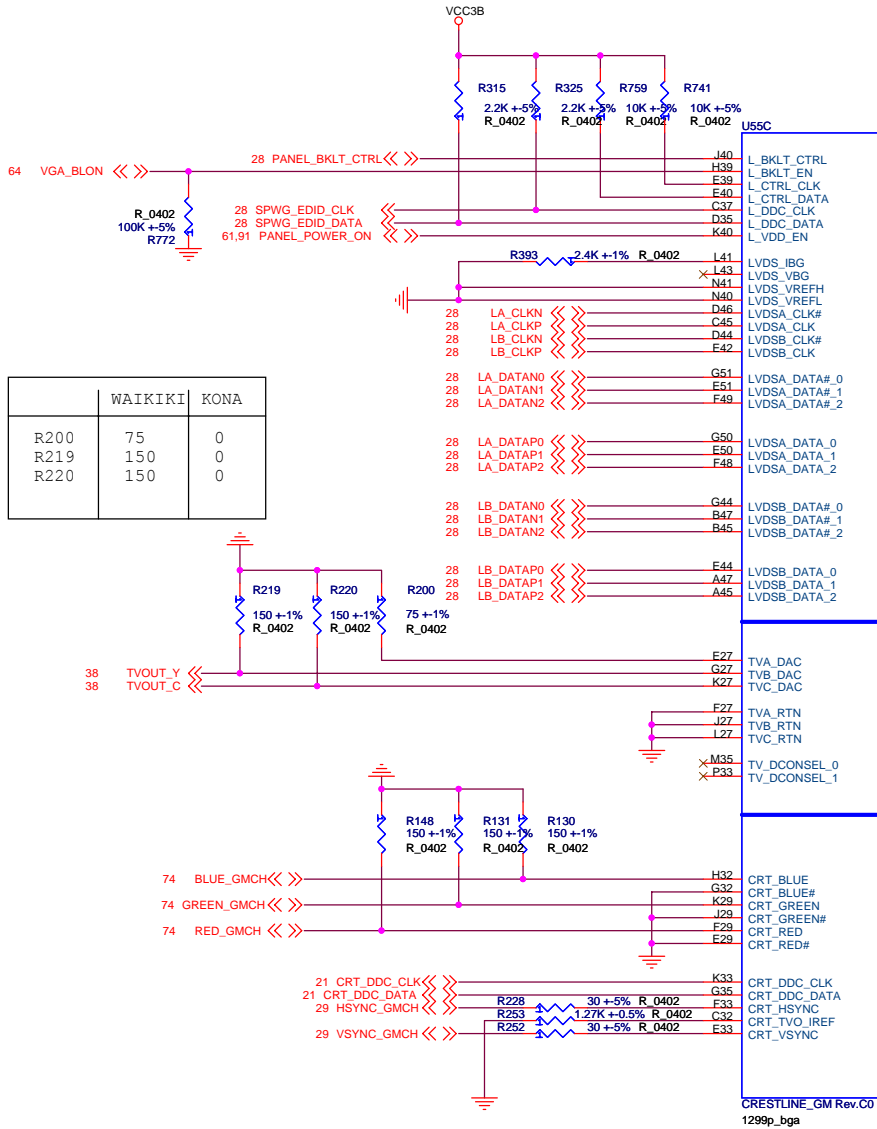 VCC3B
R315
R325
R759
R741
2.2K +-5%
2.2K +-5%
10K +-5%
10K +-5%
R_0402
R_0402
R_0402
R_0402
U55C
28 PANEL_BKLT_CTRL
J40
L_BKLT_CTRL
64 VGA_BLON
H39
L_BKLT_EN
E39
L_CTRL_CLK
E40
L_CTRL_DATA
28 SPWG_EDID_CLK
C37
L_DDC_CLK
28 SPWG_EDID_DATA
D35
L_DDC_DATA
61,91 PANEL_POWER_ON
K40
L_VDD_EN
R_0402
100K +-5%
R772
R393
2.4K +-1%
R_0402
L41
LVDS_IBG
L43
LVDS_VBG
N41
LVDS_VREFH
N40
LVDS_VREFL
28 LA_CLKN
D46
LVDSA_CLK#
28 LA_CLKP
C45
LVDSA_CLK
28 LB_CLKN
D44
LVDSB_CLK#
28 LB_CLKP
E42
LVDSB_CLK
28 LA_DATAN0
G51
LVDSA_DATA#_0
28 LA_DATAN1
E51
LVDSA_DATA#_1
28 LA_DATAN2
F49
LVDSA_DATA#_2
WAIKIKI KONA
R200 75 0
R219 150 0
R220 150 0
28 LA_DATAP0
G50
LVDSA_DATA_0
28 LA_DATAP1
E50
LVDSA_DATA_1
28 LA_DATAP2
F48
LVDSA_DATA_2
28 LB_DATAN0
G44
LVDSB_DATA#_0
28 LB_DATAN1
B47
LVDSB_DATA#_1
28 LB_DATAN2
B45
LVDSB_DATA#_2
28 LB_DATAP0
E44
LVDSB_DATA_0
28 LB_DATAP1
A47
LVDSB_DATA_1
28 LB_DATAP2
A45
LVDSB_DATA_2
R219
R220
R200
150 +-1%
150 +-1%
75 +-1%
R_0402
R_0402
R_0402
E27
TVA_DAC
38 TVOUT_Y
G27
TVB_DAC
38 TVOUT_C
K27
TVC_DAC
F27
TVA_RTN
J27
TVB_RTN
L27
TVC_RTN
M35
TV_DCONSEL_0
P33
TV_DCONSEL_1
R148
R131
R130
150 +-1%
150 +-1%
150 +-1%
R_0402
R_0402
R_0402
74 BLUE_GMCH
H32
CRT_BLUE
G32
CRT_BLUE#
74 GREEN_GMCH
K29
CRT_GREEN
J29
CRT_GREEN#
74 RED_GMCH
F29
CRT_RED
E29
CRT_RED#
21 CRT_DDC_CLK
K33
CRT_DDC_CLK
21 CRT_DDC_DATA
G35
CRT_DDC_DATA
29 HSYNC_GMCH
R228
30 +-5%
R_0402
F33
CRT_HSYNC
R253
1.27K +-0.5%
R_0402
C32
CRT_TVO_IREF
29 VSYNC_GMCH
R252
30 +-5%
R_0402
E33
CRT_VSYNC
CRESTLINE_GM Rev.C0
1299p_bga